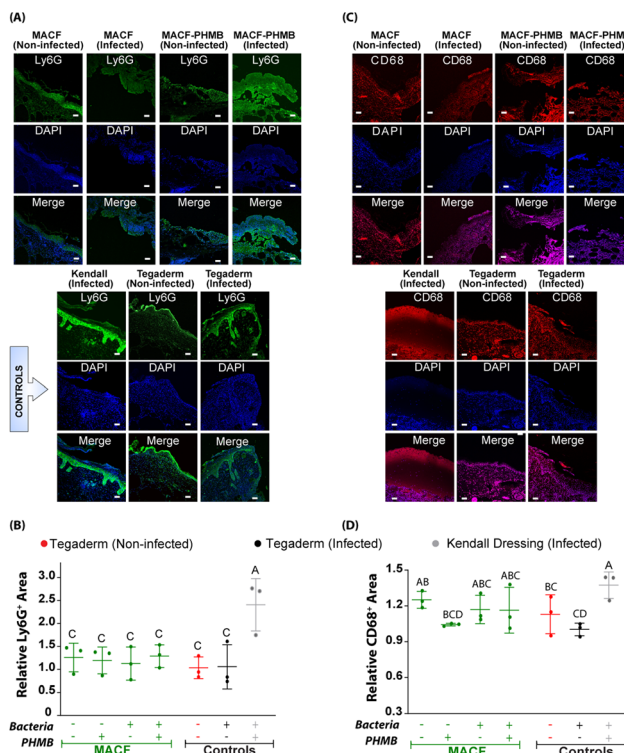 (A)
MACF (Non-infected)
MACF (Infected)
MACF-PHMB (Non-infected)
MACF-PHMB (Infected)
Ly6G Ly6G Ly6G Ly6G
DAPI DAPI DAPI DAPI
Merge Merge Merge Merge
Kendall (Infected)
Tegaderm (Non-infected)
Tegaderm (Infected)
Ly6G Ly6G Ly6G
DAPI DAPI DAPI
Merge Merge Merge
CONTROLS
(C)
MACF (Non-infected)
MACF (Infected)
MACF-PHMB (Non-infected)
MACF-PHM (Infected)
CD68 CD68 CD68 CD68
DAPI DAPI DAPI DAPI
Merge Merge Merge Merge
Kendall (Infected)
Tegaderm (Non-infected)
Tegaderm (Infected)
CD68 CD68 CD68
DAPI DAPI DAPI
Merge Merge Merge
(B)
(D)
Tegaderm (Non-infected) Tegaderm (Infected) Kendall Dressing (Infected)
Relative Ly6G+ Area
3.0
2.5
2.0
1.5
1.0
0.5
0.0
C C C C C C A
Bacteria - - + + - + +
PHMB - + - + - - +
MACF Controls
Relative CD68+ Area
1.5
1.2
0.9
0.6
0.3
AB BCD ABC ABC BC CD A
Bacteria - - + + - + +
PHMB - + - + - - +
MACF Controls